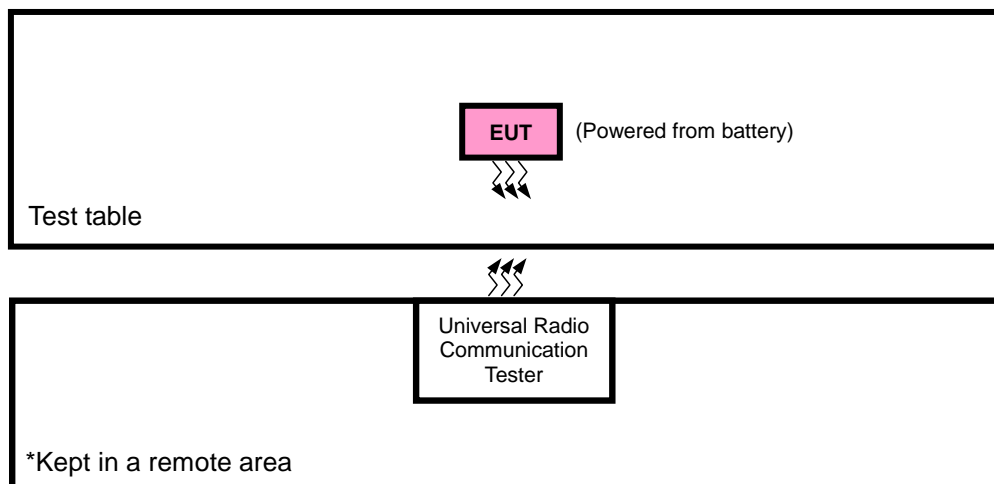 EUT
(Powered from battery)
Test table
Universal Radio
Communication
Tester
*Kept in a remote area